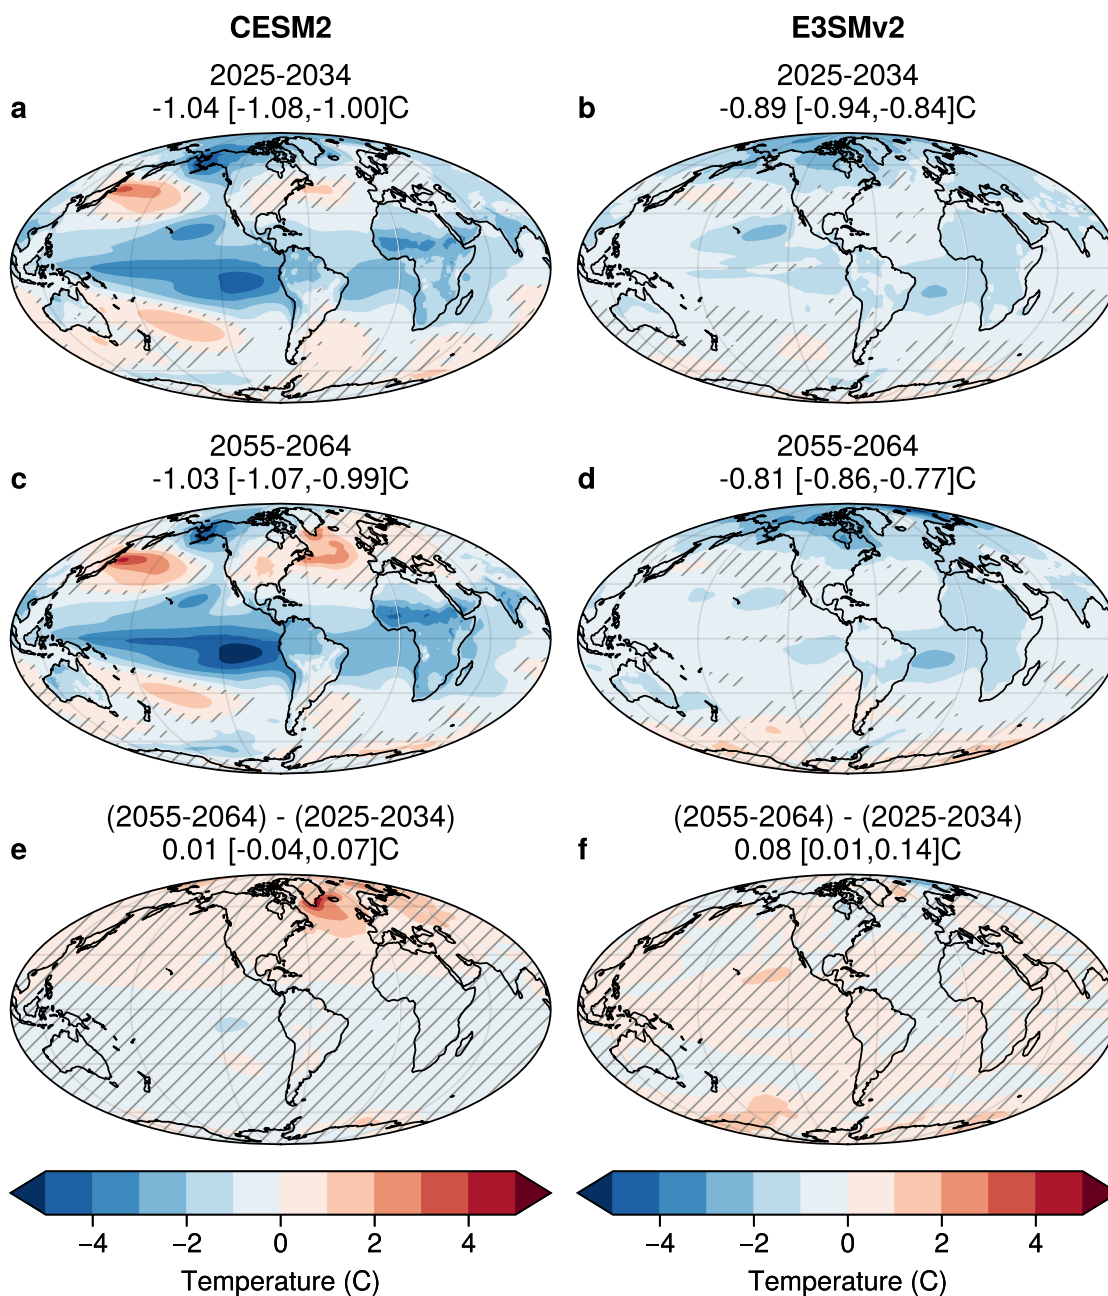 CESM2
E3SMv2
2025-2034
a
-1.04 [-1.08,-1.00]C
2025-2034
b
-0.89 [-0.94,-0.84]C
2055-2064
c
-1.03 [-1.07,-0.99]C
2055-2064
d
-0.81 [-0.86,-0.77]C
(2055-2064) - (2025-2034)
e
0.01 [-0.04,0.07]C
(2055-2064) - (2025-2034)
f
0.08 [0.01,0.14]C
−4 −2 0 2 4
Temperature (C)
−4 −2 0 2 4
Temperature (C)